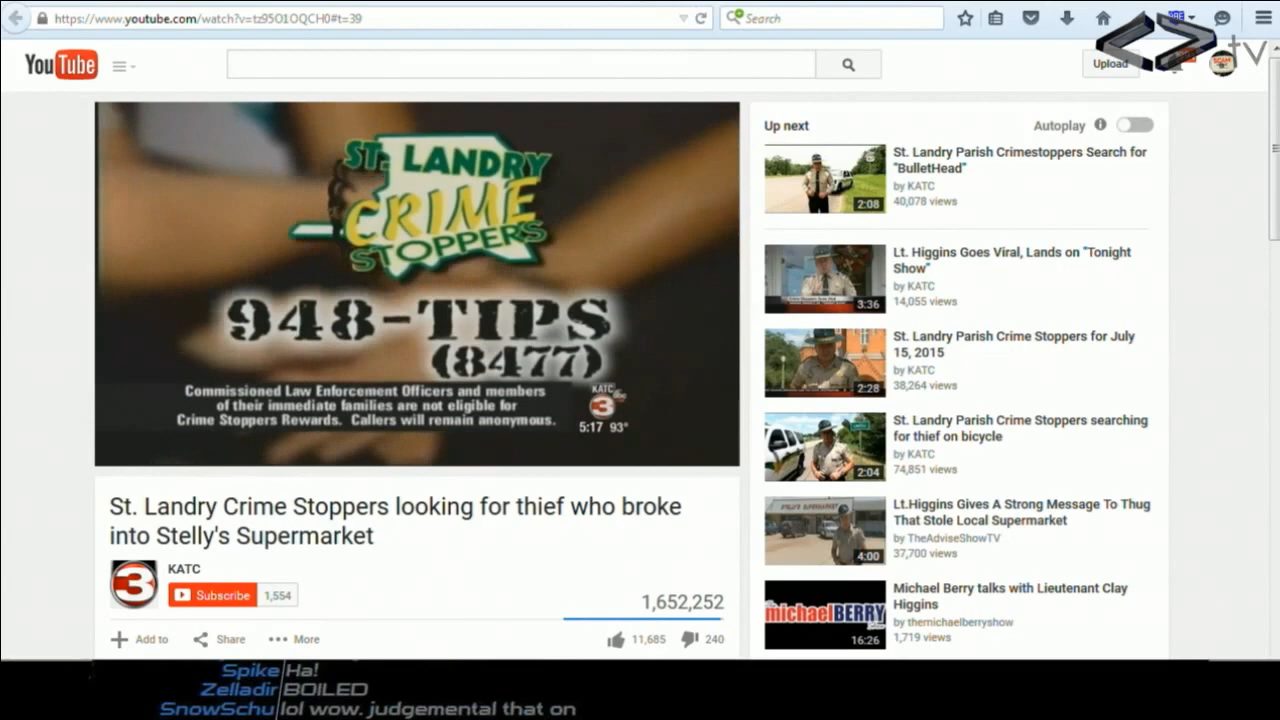 https://www.youtube.com/watch?v=tz95O1OQCH0#t=39
Search
tv
YouTube
Upload
ST. LANDRY
CRIME
STOPPERS
948-TIPS
(8477)
Commissioned Law Enforcement Officers and members
of their immediate families are not eligible for
Crime Stoppers Rewards. Callers will remain anonymous.
KATC
3
5:17 93°
St. Landry Crime Stoppers looking for thief who broke
into Stelly's Supermarket
3
KATC
Subscribe 1,554
1,652,252
Add to Share More 11,685 240
Up next Autoplay
St. Landry Parish Crimestoppers Search for
"BulletHead"
by KATC
40,078 views
2:08
Lt. Higgins Goes Viral, Lands on "Tonight
Show"
by KATC
14,055 views
3:36
St. Landry Parish Crime Stoppers for July
15, 2015
by KATC
38,264 views
2:28
St. Landry Parish Crime Stoppers searching
for thief on bicycle
by KATC
74,851 views
2:04
Lt.Higgins Gives A Strong Message To Thug
That Stole Local Supermarket
by TheAdviseShowTV
37,700 views
4:00
Michael Berry talks with Lieutenant Clay
Higgins
by themichaelberryshow
1,719 views
michaelBERRY
16:26
Spike Ha!
Zelladir BOILED
SnowSchu lol wow. judgemental that on